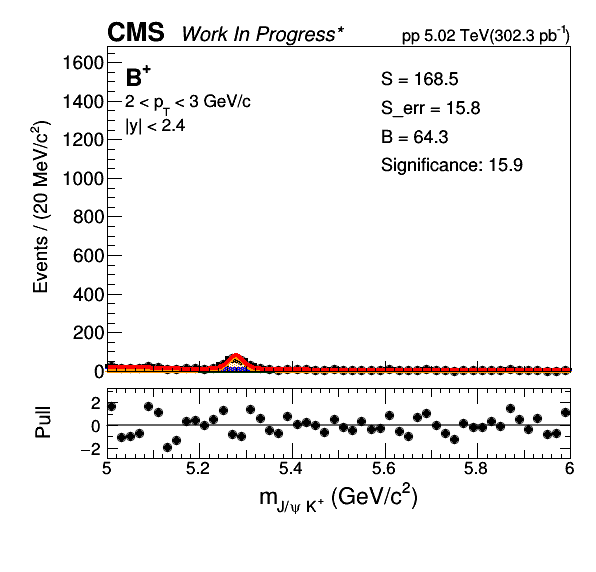 CMS Work In Progress* pp 5.02 TeV(302.3 pb⁻¹)
B⁺
2 < p_T < 3 GeV/c
|y| < 2.4
S = 168.5
S_err = 15.8
B = 64.3
Significance: 15.9
Events / (20 MeV/c²)
1600
1400
1200
1000
800
600
400
200
0
Pull
2
0
−2
5 5.2 5.4 5.6 5.8 6
m_{J/ψ K⁺} (GeV/c²)